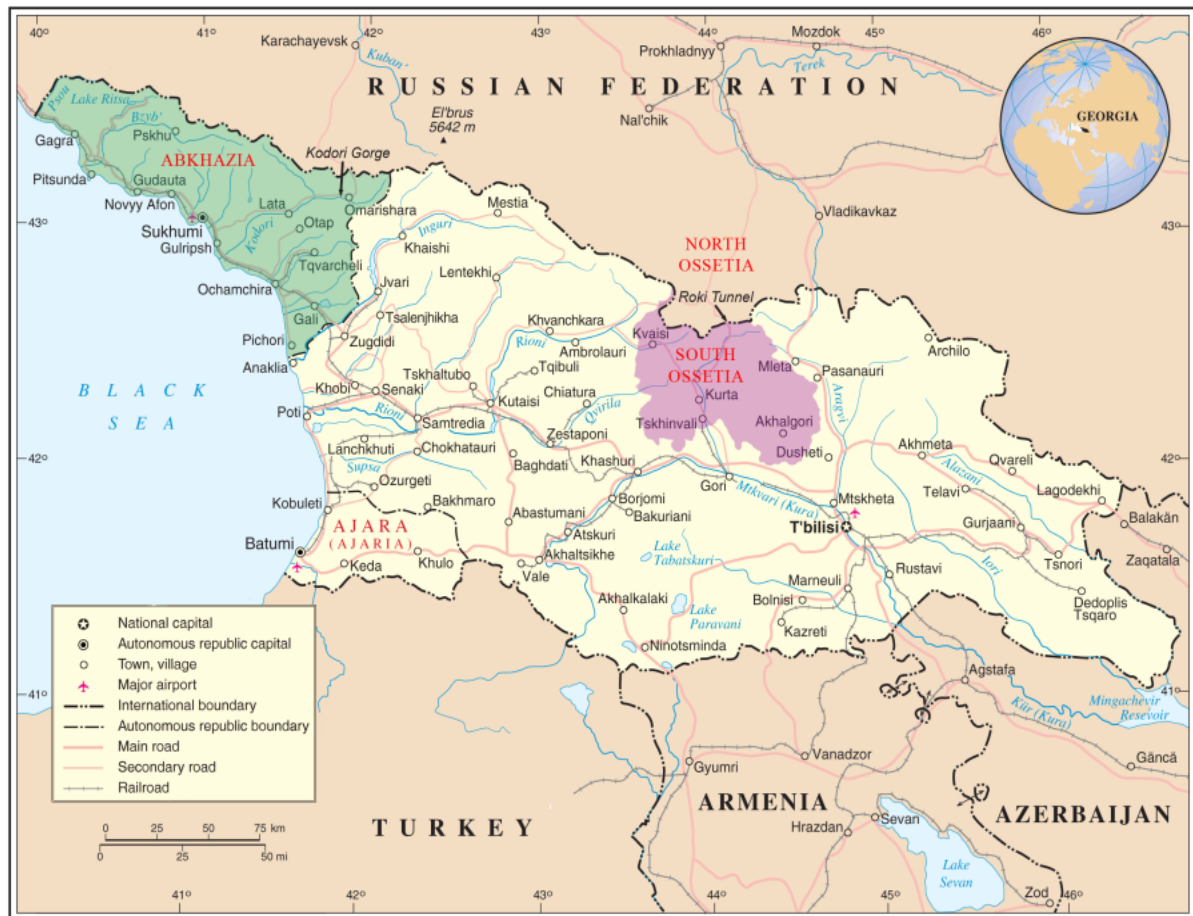 40°
41°
42
43
44
45
46
Karachayevsk
Kuban'
Prokhladnyy
Mozdok
Terek
RUSSIAN FEDERATION
El'brus
5642 m
Nal'chik
GEORGIA
Psou
Lake Ritsa
Bzyb'
Gagra
Pskhu
ABKHAZIA
Kodori Gorge
Pitsunda
Gudauta
Novyy Afon
Lata
Omarishara
Mestia
Vladikavkaz
43°
43°
Sukhumi
Kodori
Otap
Inguri
Khaishi
Gulripsh
Tqvarcheli
NORTH
OSSETIA
Lentekhi
Jvari
Ochamchira
Roki Tunnel
Gali
Tsalenjhikha
Khvanchkara
Kvaisi
Archilo
Pichori
Zugdidi
Rioni
Ambrolauri
SOUTH
OSSETIA
Mleta
Pasanauri
Anaklia
Tqibuli
Tskhaltubo
Chiatura
Khobi
Senaki
Kutaisi
Qvirila
Kurta
Aragvi
BLACK
SEA
Poti
Rioni
Samtredia
Tskhinvali
Akhalgori
Zestaponi
Lanchkhuti
Chokhatauri
Dusheti
Akhmeta
42°
42°
Supsa
Baghdati
Khashuri
Alazani
Qvareli
Ozurgeti
Gori
Mtkvari (Kura)
Telavi
Lagodekhi
Kobuleti
Bakhmaro
Borjomi
Mtskheta
Abastumani
Bakuriani
T'bilisi
Gurjaani
Balakän
AJARA
(AJARIA)
Atskuri
Batumi
Akhaltsikhe
Lake
Tabatskuri
Zaqatala
Keda
Khulo
Vale
Rustavi
Iori
Tsnori
Marneuli
Akhalkalaki
Lake
Paravani
Bolnisi
Dedoplis
Tsqaro
Kazreti
Ninotsminda
National capital
Autonomous republic capital
Town, village
Major airport
International boundary
Autonomous republic boundary
Main road
Secondary road
Railroad
Agstafa
41°
41°
Mingachevir
Resevoir
Kür (Kura)
Vanadzor
Gyumri
Gäncä
ARMENIA
AZERBAIJAN
TURKEY
Hrazdan
Sevan
Lake
Sevan
Zod
0 25 50 75 km
0 25 50 mi
41°
42°
43°
44°
45°
46°